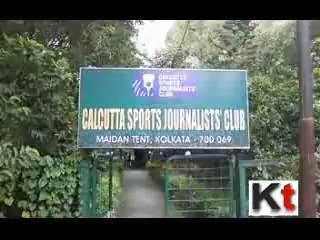 CALCUTTA
SPORTS
JOURNALISTS'
CLUB
CALCUTTA SPORTS JOURNALISTS' CLUB
MAIDAN TENT, KOLKATA - 700 069
Kt